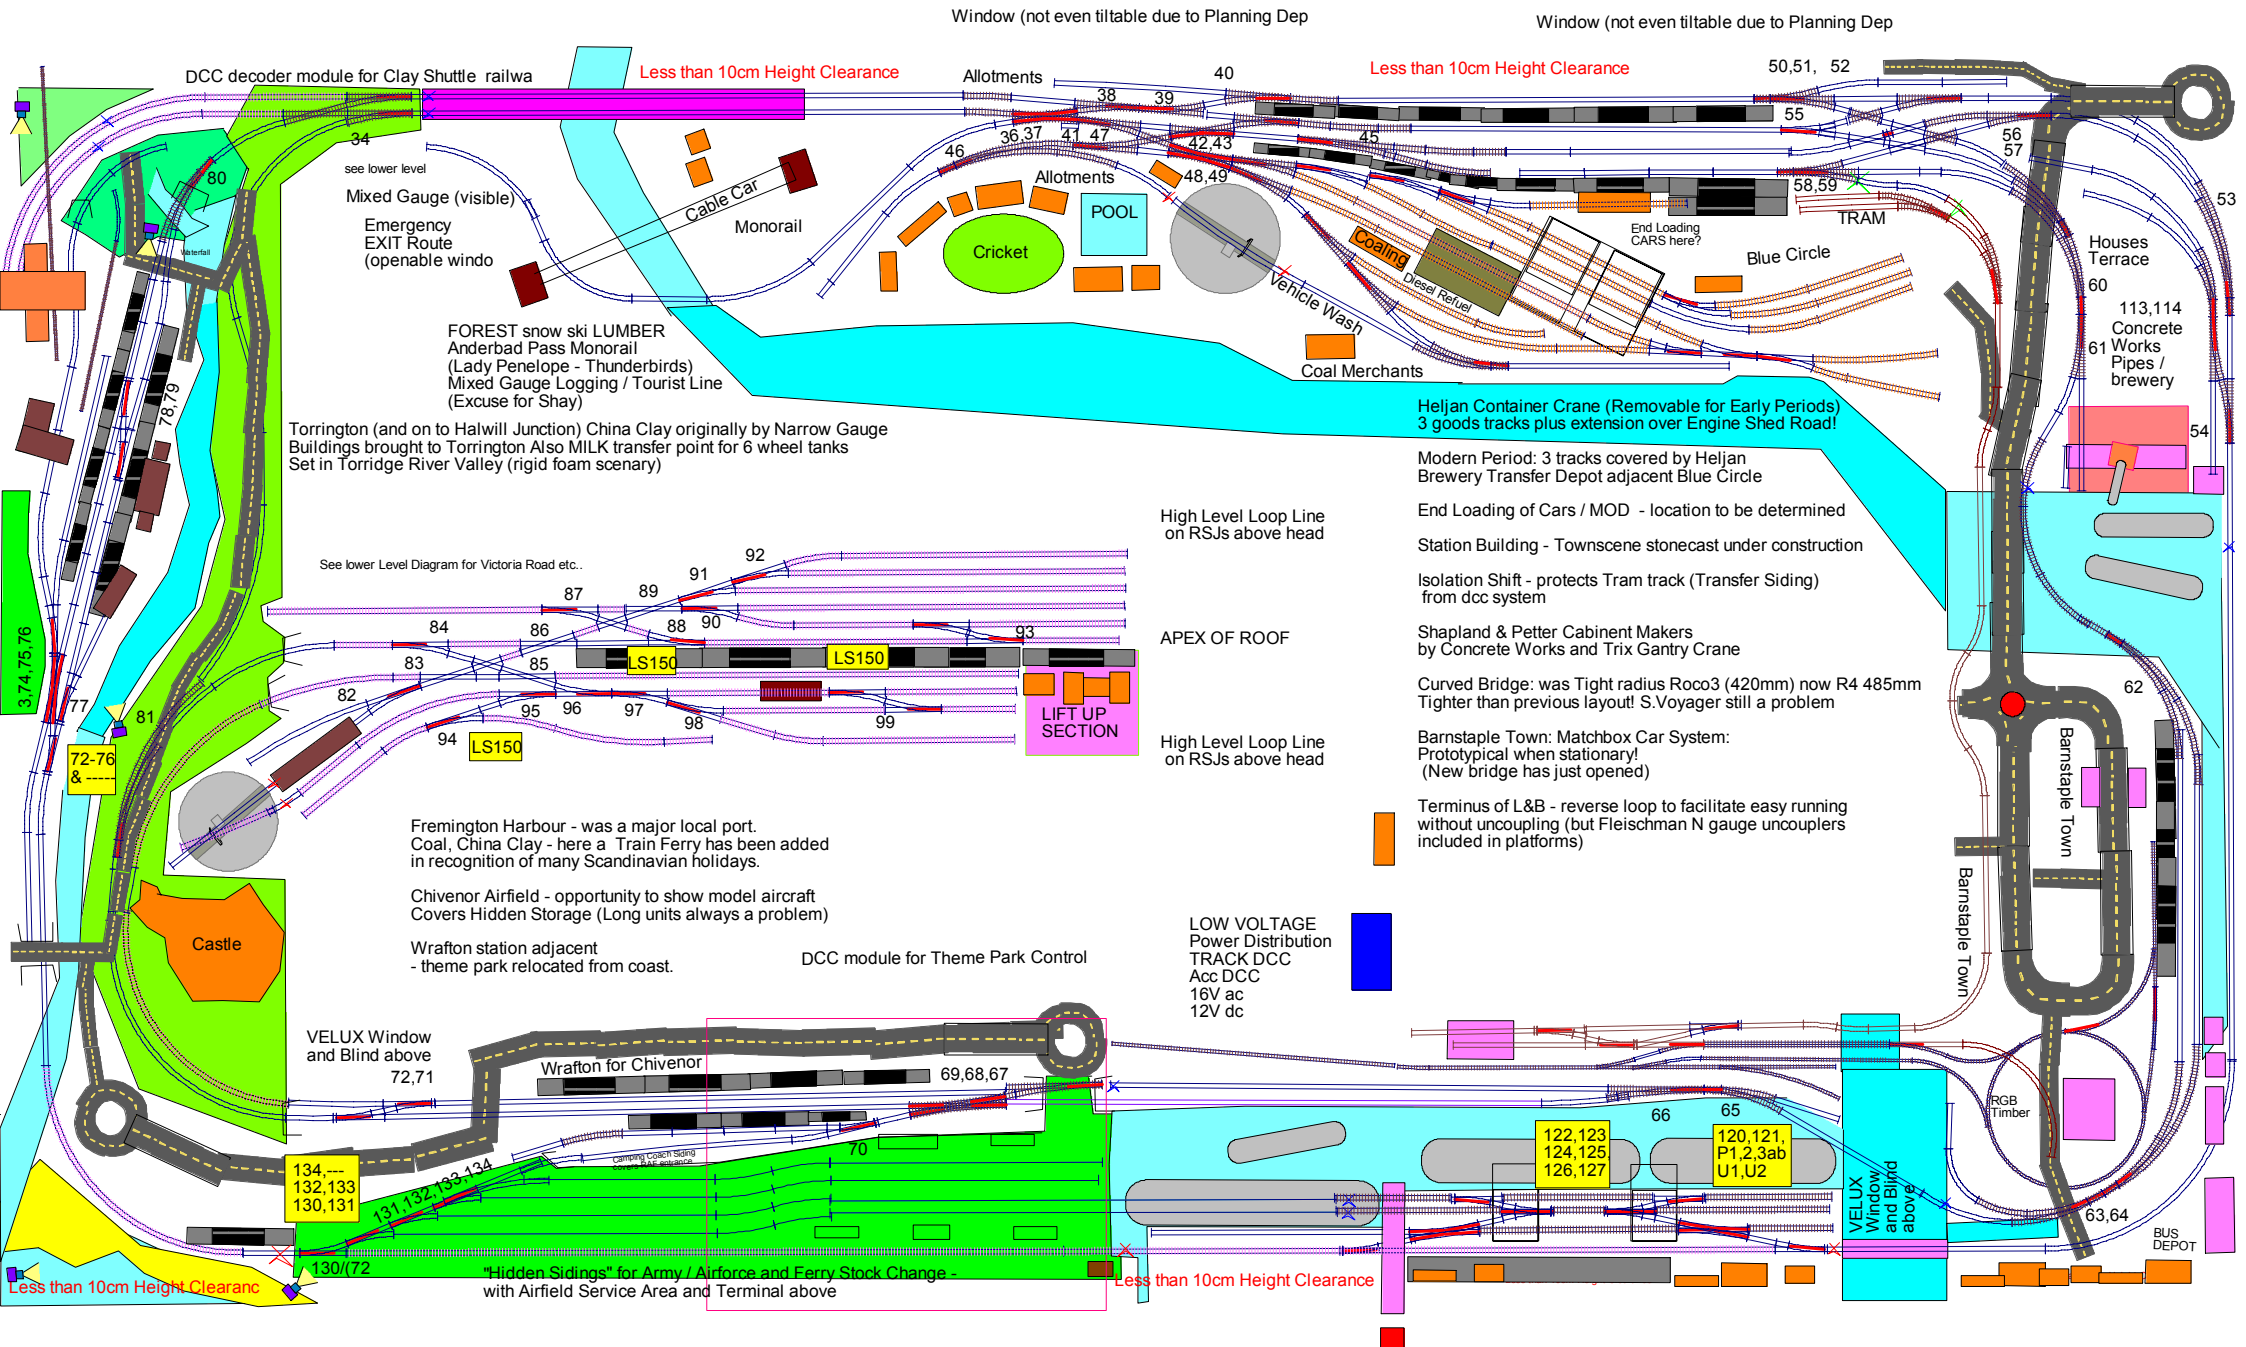 Window (not even tiltable due to Planning Dep
Window (not even tiltable due to Planning Dep
DCC decoder module for Clay Shuttle railwa
Less than 10cm Height Clearance
Allotments
40
Less than 10cm Height Clearance
50,51, 52
38
39
55
34
36,37
41
47
42,43
45
56
57
46
48,49
58,59
53
80
see lower level
Mixed Gauge (visible)
Emergency
EXIT Route
(openable windo
Cable Car
Monorail
Allotments
POOL
Cricket
Waterfall
Vehicle Wash
Coaling
Diesel Refuel
End Loading
CARS here?
TRAM
Blue Circle
Houses
Terrace
60
113,114
Concrete
Works
Pipes /
brewery
61
54
Coal Merchants
FOREST snow ski LUMBER
Anderbad Pass Monorail
(Lady Penelope - Thunderbirds)
Mixed Gauge Logging / Tourist Line
(Excuse for Shay)
78,79
Torrington (and on to Halwill Junction) China Clay originally by Narrow Gauge
Buildings brought to Torrington Also MILK transfer point for 6 wheel tanks
Set in Torridge River Valley (rigid foam scenary)
Heljan Container Crane (Removable for Early Periods)
3 goods tracks plus extension over Engine Shed Road!
Modern Period: 3 tracks covered by Heljan
Brewery Transfer Depot adjacent Blue Circle
End Loading of Cars / MOD - location to be determined
Station Building - Townscene stonecast under construction
Isolation Shift - protects Tram track (Transfer Siding)
from dcc system
Shapland & Petter Cabinent Makers
by Concrete Works and Trix Gantry Crane
Curved Bridge: was Tight radius Roco3 (420mm) now R4 485mm
Tighter than previous layout! S.Voyager still a problem
Barnstaple Town: Matchbox Car System:
Prototypical when stationary!
(New bridge has just opened)
Terminus of L&B - reverse loop to facilitate easy running
without uncoupling (but Fleischman N gauge uncouplers
included in platforms)
High Level Loop Line
on RSJs above head
See lower Level Diagram for Victoria Road etc..
92
91
89
87
90
88
86
84
93
APEX OF ROOF
LS150
LS150
85
83
82
95
96
97
98
99
94
LS150
LIFT UP
SECTION
High Level Loop Line
on RSJs above head
3,74,75,76
77
81
72-76
& -----
62
Barnstaple Town
Barnstaple Town
Castle
Fremington Harbour - was a major local port.
Coal, China Clay - here a Train Ferry has been added
in recognition of many Scandinavian holidays.
Chivenor Airfield - opportunity to show model aircraft
Covers Hidden Storage (Long units always a problem)
Wrafton station adjacent
- theme park relocated from coast.
DCC module for Theme Park Control
LOW VOLTAGE
Power Distribution
TRACK DCC
Acc DCC
16V ac
12V dc
VELUX Window
and Blind above
72,71
Wrafton for Chivenor
69,68,67
70
Camping Coach Siding
covers RAF entrance
66
65
RGB
Timber
122,123
124,125,
126,127
120,121,
P1,2,3ab
U1,U2
VELUX
Window
and Blind
above
63,64
BUS
DEPOT
134,---
132,133
130,131
131,132,133,134
130/(72
Less than 10cm Height Clearanc
"Hidden Sidings" for Army / Airforce and Ferry Stock Change -
with Airfield Service Area and Terminal above
Less than 10cm Height Clearance